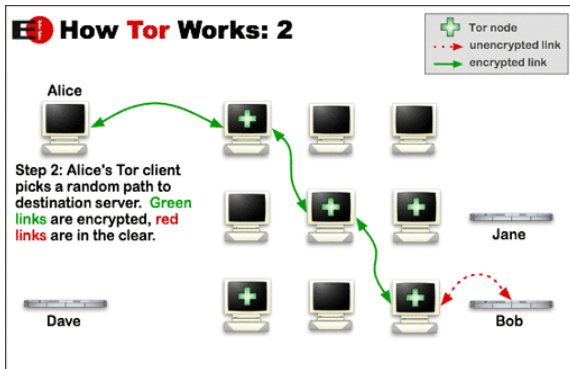 EFF How Tor Works: 2
Tor node
unencrypted link
encrypted link
Alice
Step 2: Alice's Tor client
picks a random path to
destination server. Green
links are encrypted, red
links are in the clear.
Jane
Dave
Bob